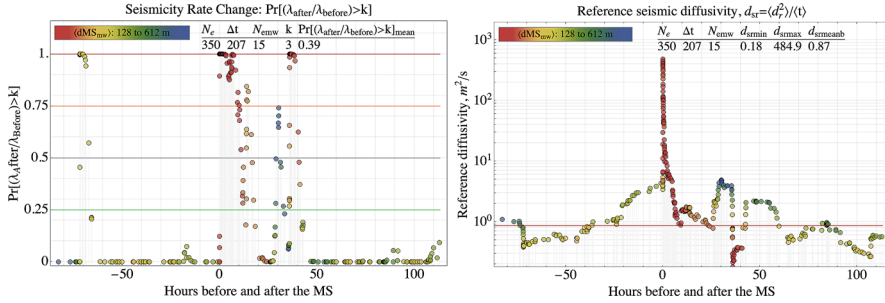 Seismicity Rate Change: Pr[(λafter/λbefore)>k]
⟨dMSmw⟩: 128 to 612 m
Ne Δt Nemw k Pr[(λafter/λbefore)>k]mean
350 207 15 3 0.39
1.
0.75
0.5
0.25
0
Pr[(λAfter/λBefore)>k]
−50 0 50 100
Hours before and after the MS
Reference seismic diffusivity, dsr=⟨dr²⟩/⟨t⟩
⟨dMSmw⟩: 128 to 612 m
Ne Δt Nemw dsrmin dsrmax dsrmeanb
350 207 15 0.18 484.9 0.87
10²
10¹
10⁰
Reference diffusivity, m²/s
−50 0 50 100
Hours before and after the MS